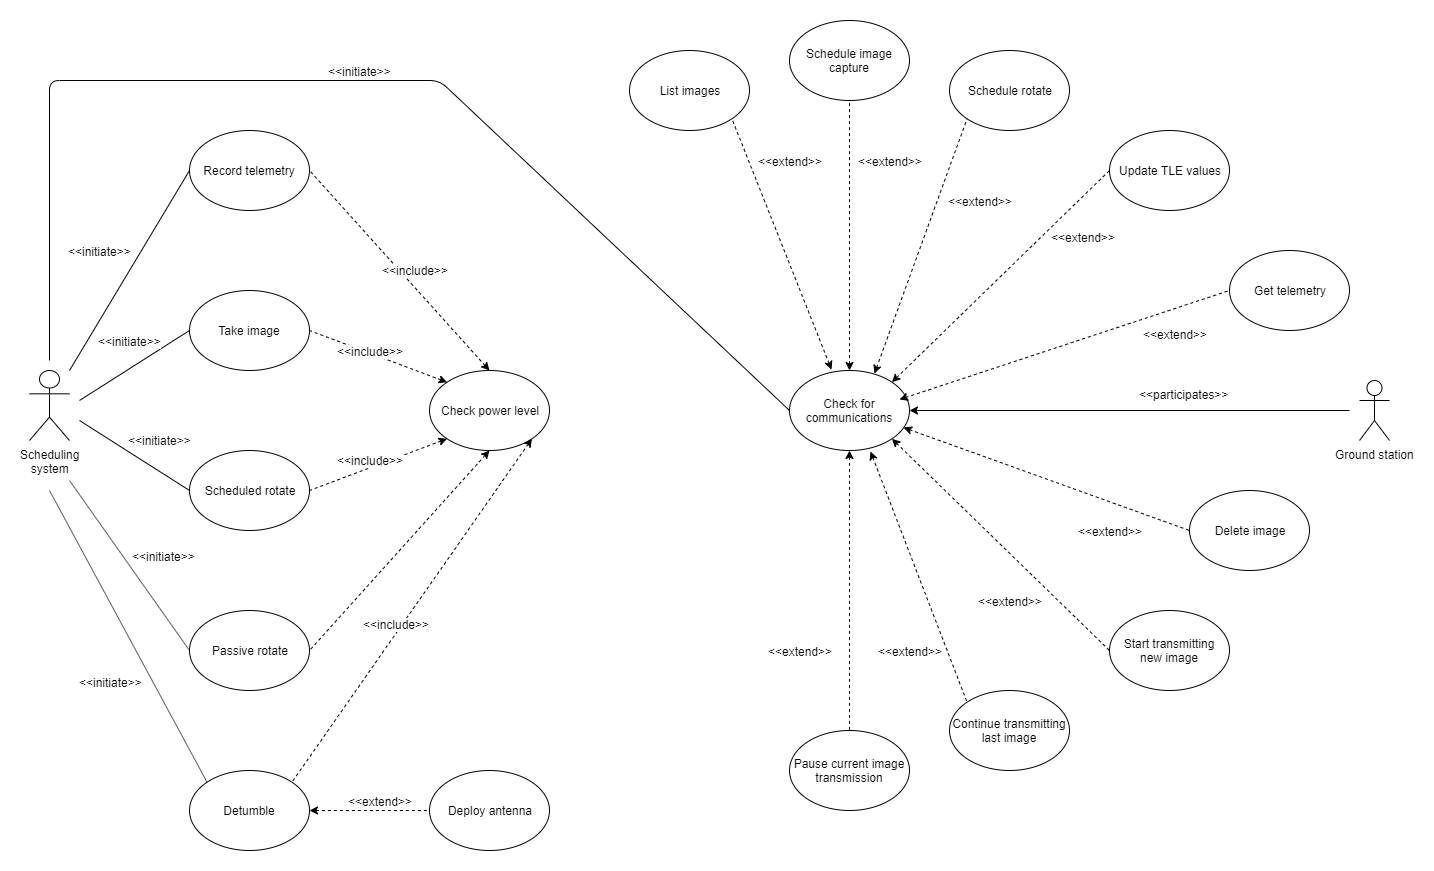 Schedule image
capture
<<initiate>>
List images
Schedule rotate
<<extend>>
<<extend>>
Record telemetry
Update TLE values
<<extend>>
<<extend>>
<<initiate>>
<<include>>
Get telemetry
Take image
<<extend>>
<<initiate>>
<<include>>
<<participates>>
Check power level
Check for
communications
<<initiate>>
Scheduling
system
Ground station
<<include>>
Scheduled rotate
Delete image
<<extend>>
<<initiate>>
<<extend>>
<<include>>
Passive rotate
Start transmitting
new image
<<extend>>
<<extend>>
<<initiate>>
Continue transmitting
last image
Pause current image
transmission
<<extend>>
Detumble
Deploy antenna